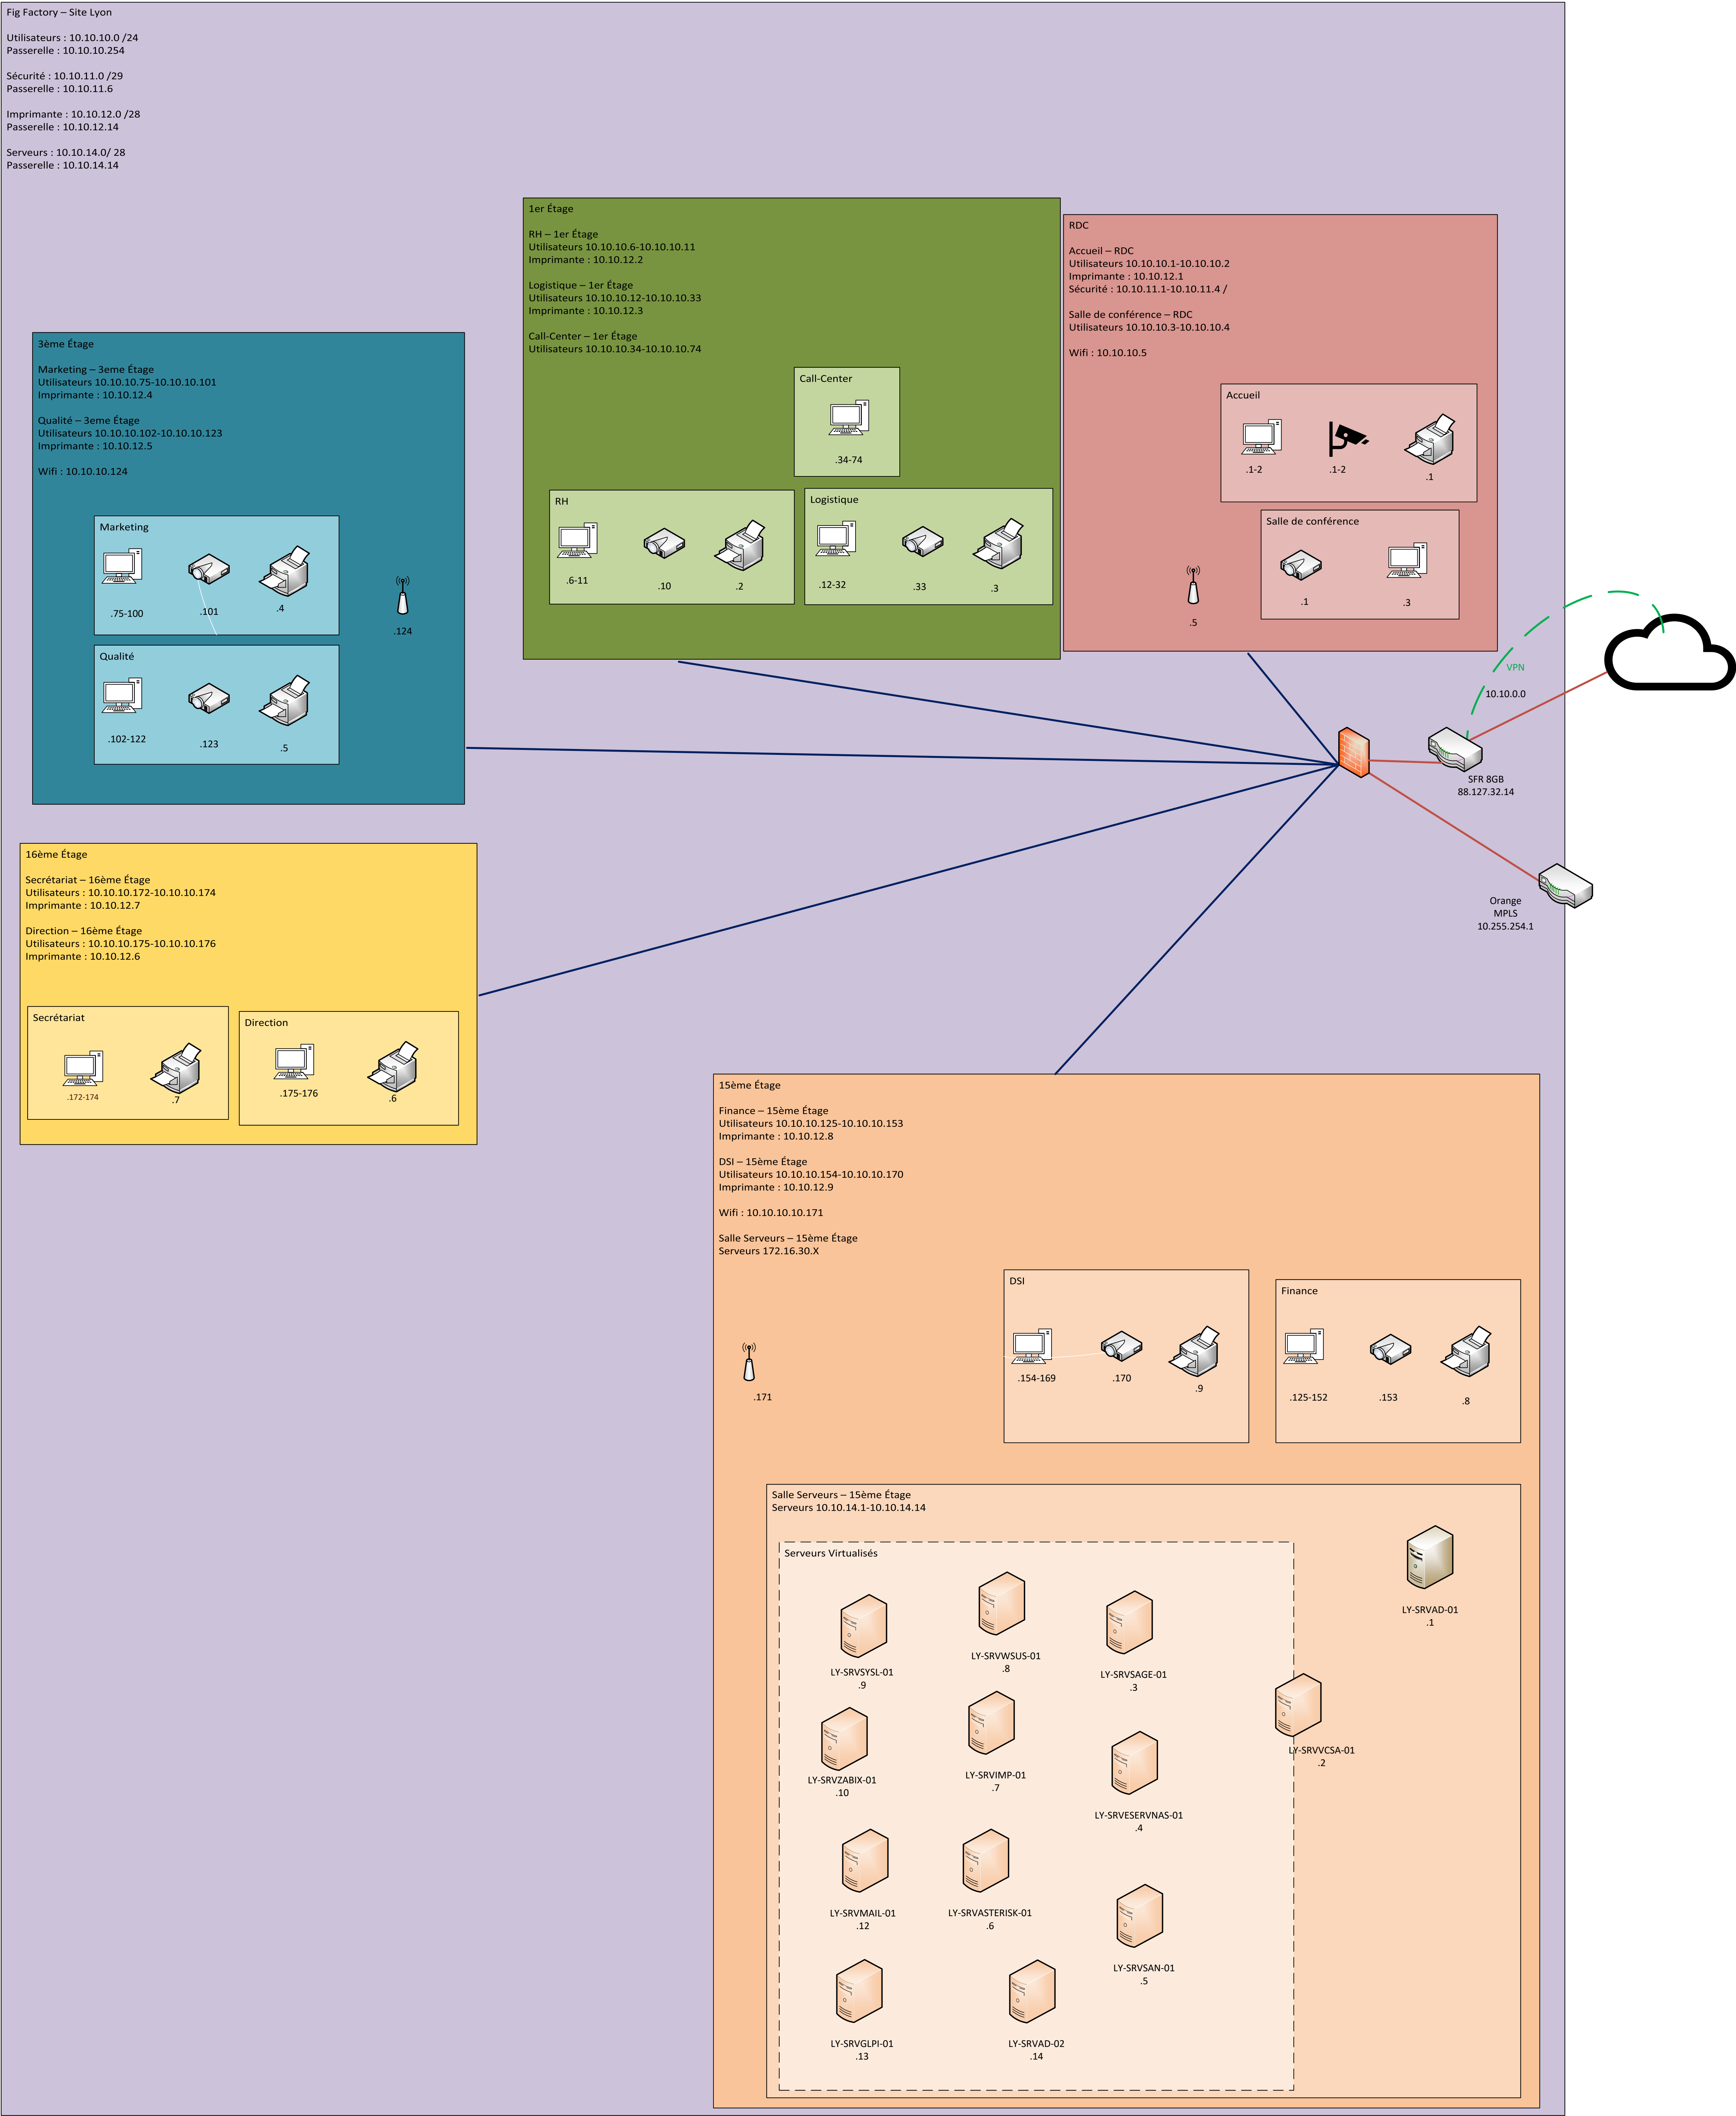 Fig Factory – Site Lyon
Utilisateurs : 10.10.10.0 /24
Passerelle : 10.10.10.254
Sécurité : 10.10.11.0 /29
Passerelle : 10.10.11.6
Imprimante : 10.10.12.0 /28
Passerelle : 10.10.12.14
Serveurs : 10.10.14.0/ 28
Passerelle : 10.10.14.14
1er Étage
RH – 1er Étage
Utilisateurs 10.10.10.6-10.10.10.11
Imprimante : 10.10.12.2
Logistique – 1er Étage
Utilisateurs 10.10.10.12-10.10.10.33
Imprimante : 10.10.12.3
Call-Center – 1er Étage
Utilisateurs 10.10.10.34-10.10.10.74
Call-Center
.34-74
RH
.6-11
.10
.2
Logistique
.12-32
.33
.3
RDC
Accueil – RDC
Utilisateurs 10.10.10.1-10.10.10.2
Imprimante : 10.10.12.1
Sécurité : 10.10.11.1-10.10.11.4 /
Salle de conférence – RDC
Utilisateurs 10.10.10.3-10.10.10.4
Wifi : 10.10.10.5
Accueil
.1-2
.1-2
.1
Salle de conférence
.1
.3
.5
3ème Étage
Marketing – 3eme Étage
Utilisateurs 10.10.10.75-10.10.10.101
Imprimante : 10.10.12.4
Qualité – 3eme Étage
Utilisateurs 10.10.10.102-10.10.10.123
Imprimante : 10.10.12.5
Wifi : 10.10.10.124
Marketing
.75-100
.101
.4
.124
Qualité
.102-122
.123
.5
VPN
10.10.0.0
SFR 8GB
88.127.32.14
Orange
MPLS
10.255.254.1
16ème Étage
Secrétariat – 16ème Étage
Utilisateurs : 10.10.10.172-10.10.10.174
Imprimante : 10.10.12.7
Direction – 16ème Étage
Utilisateurs : 10.10.10.175-10.10.10.176
Imprimante : 10.10.12.6
Secrétariat
.172-174
.7
Direction
.175-176
.6
15ème Étage
Finance – 15ème Étage
Utilisateurs 10.10.10.125-10.10.10.153
Imprimante : 10.10.12.8
DSI – 15ème Étage
Utilisateurs 10.10.10.154-10.10.10.170
Imprimante : 10.10.12.9
Wifi : 10.10.10.10.171
Salle Serveurs – 15ème Étage
Serveurs 172.16.30.X
.171
DSI
.154-169
.170
.9
Finance
.125-152
.153
.8
Salle Serveurs – 15ème Étage
Serveurs 10.10.14.1-10.10.14.14
Serveurs Virtualisés
LY-SRVAD-01
.1
LY-SRVSYSL-01
.9
LY-SRVWSUS-01
.8
LY-SRVSAGE-01
.3
LY-SRVVCSA-01
.2
LY-SRVZABIX-01
.10
LY-SRVIMP-01
.7
LY-SRVESERVNAS-01
.4
LY-SRVMAIL-01
.12
LY-SRVASTERISK-01
.6
LY-SRVSAN-01
.5
LY-SRVGLPI-01
.13
LY-SRVAD-02
.14